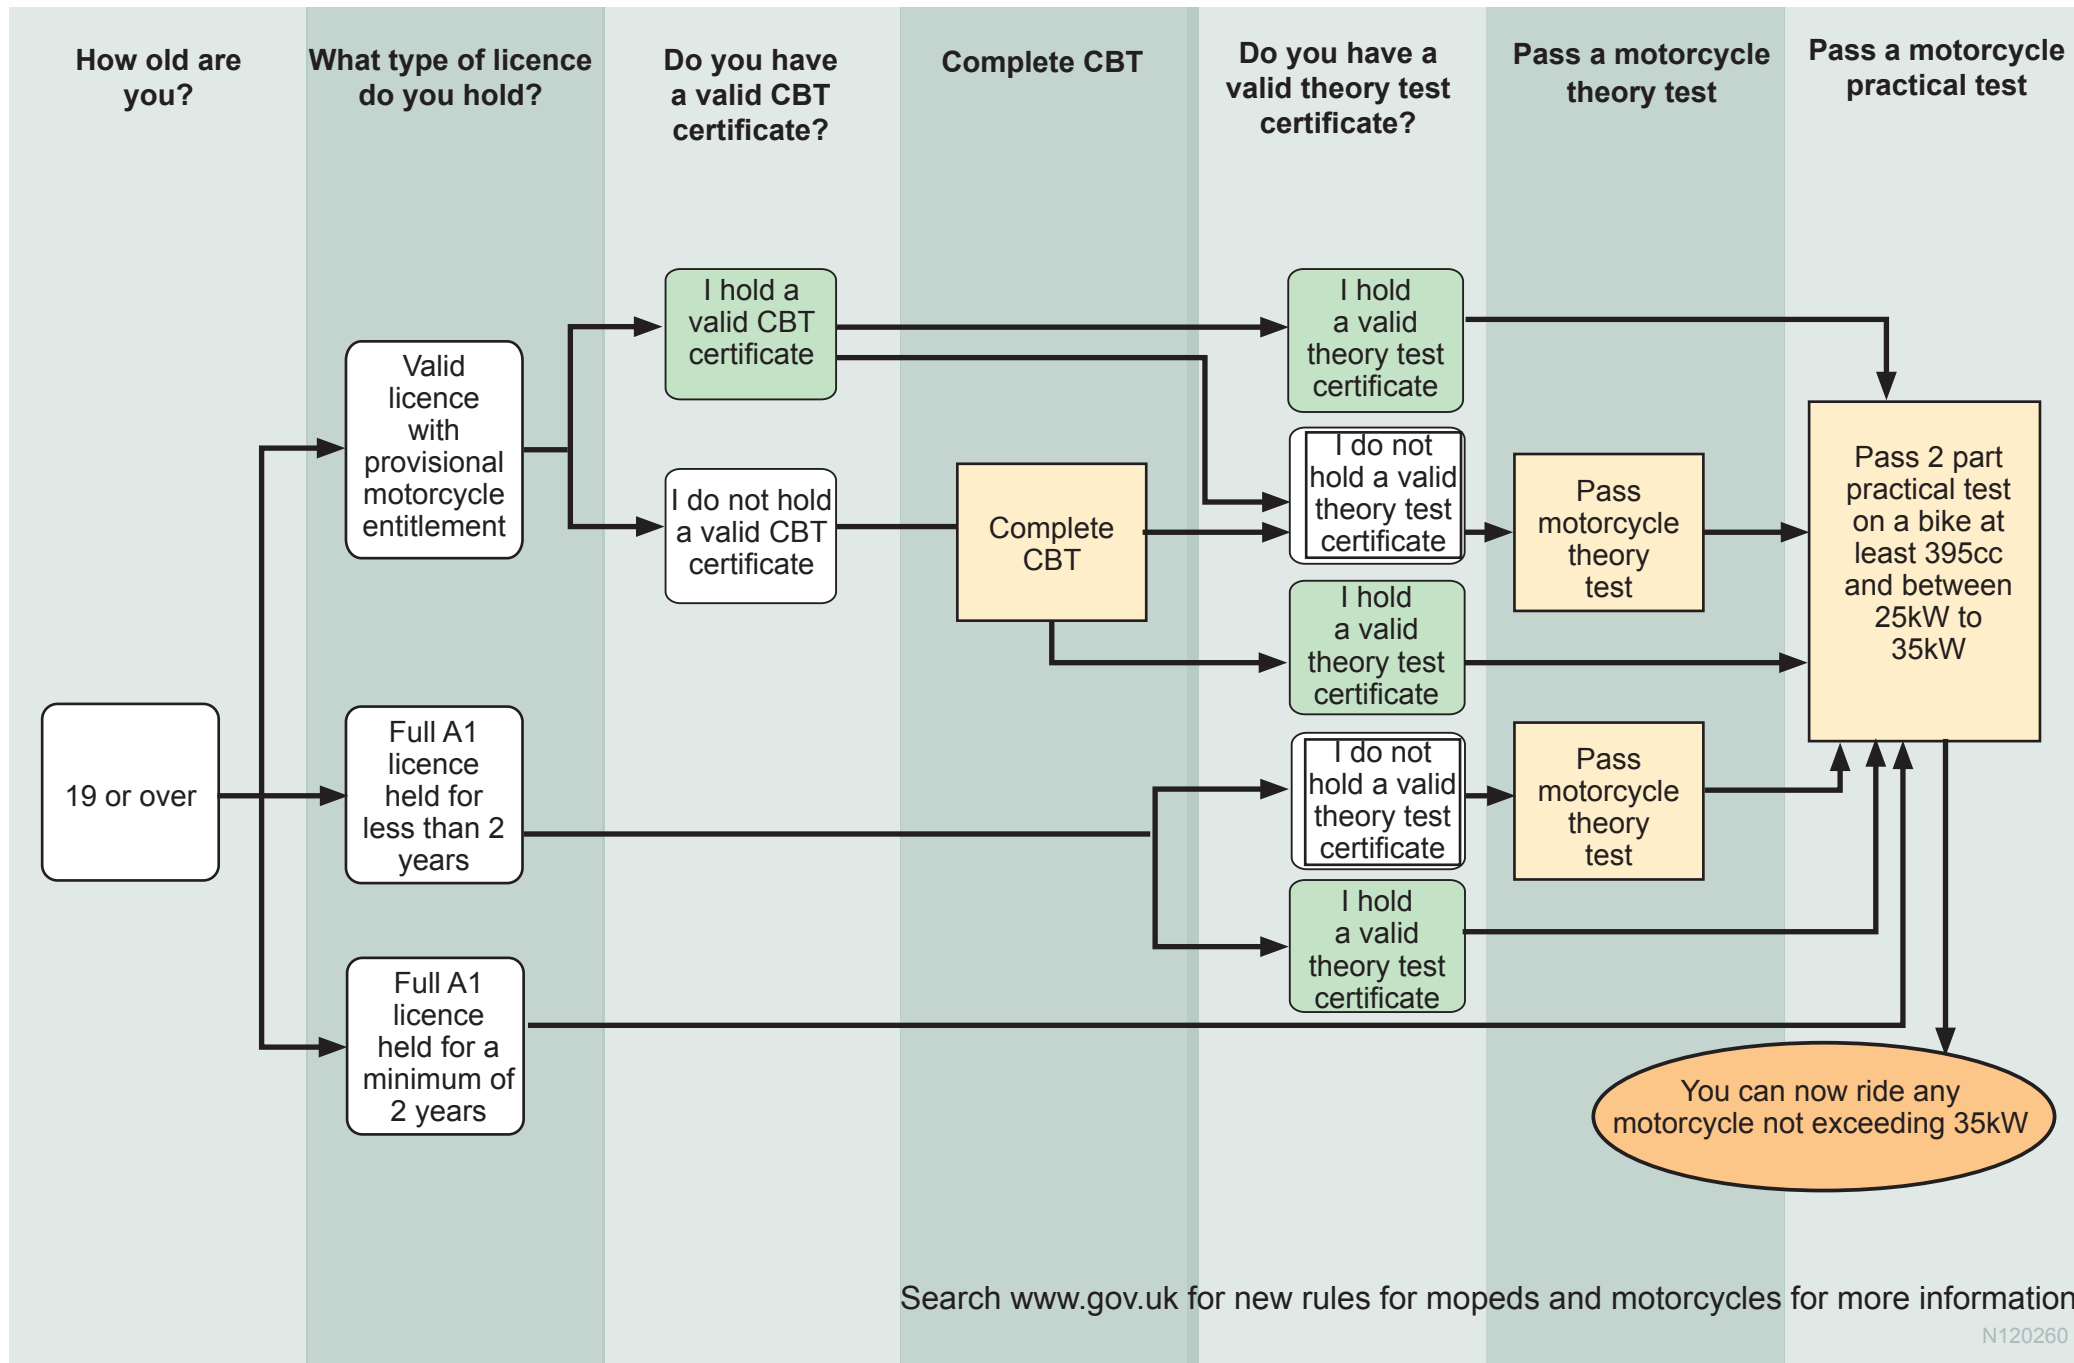 How old are
you?
What type of licence
do you hold?
Do you have
a valid CBT
certificate?
Complete CBT
Do you have a
valid theory test
certificate?
Pass a motorcycle
theory test
Pass a motorcycle
practical test
19 or over
Valid
licence
with
provisional
motorcycle
entitlement
Full A1
licence
held for
less than 2
years
Full A1
licence
held for a
minimum of
2 years
I hold a
valid CBT
certificate
I do not hold
a valid CBT
certificate
Complete
CBT
I hold
a valid
theory test
certificate
I do not
hold a valid
theory test
certificate
I hold
a valid
theory test
certificate
I do not
hold a valid
theory test
certificate
I hold
a valid
theory test
certificate
Pass
motorcycle
theory
test
Pass
motorcycle
theory
test
Pass 2 part
practical test
on a bike at
least 395cc
and between
25kW to
35kW
You can now ride any
motorcycle not exceeding 35kW
Search www.gov.uk for new rules for mopeds and motorcycles for more information
N120260